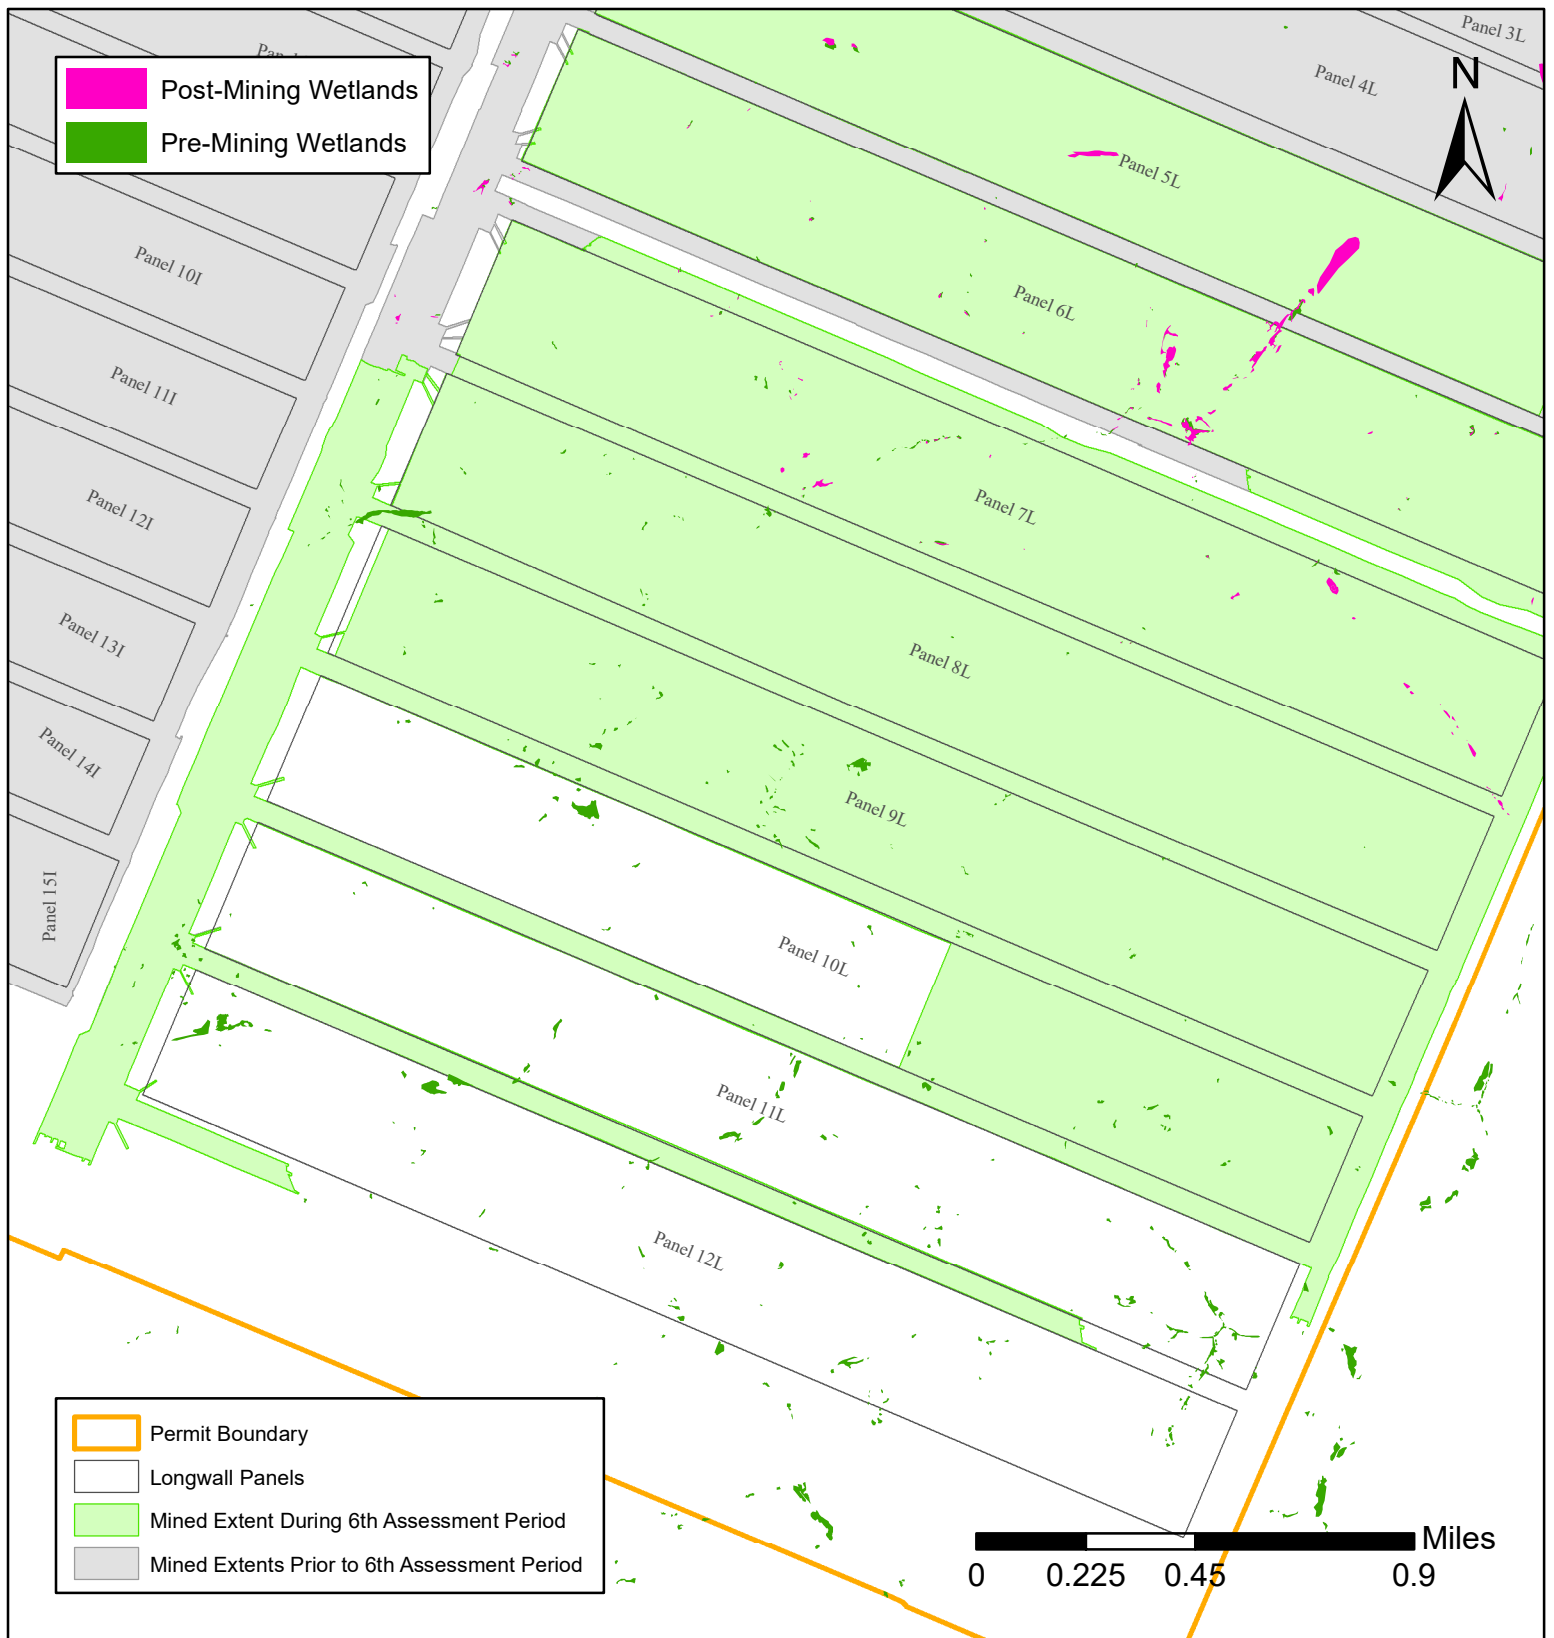 Panel 3L
Panel 4L
N
Post-Mining Wetlands
Pre-Mining Wetlands
Panel 5L
Panel 10I
Panel 6L
Panel 11I
Panel 12I
Panel 7L
Panel 13I
Panel 8L
Panel 14I
Panel 9L
Panel 15I
Panel 10L
Panel 11L
Panel 12L
Permit Boundary
Longwall Panels
Mined Extent During 6th Assessment Period
Mined Extents Prior to 6th Assessment Period
Miles
0 0.225 0.45 0.9